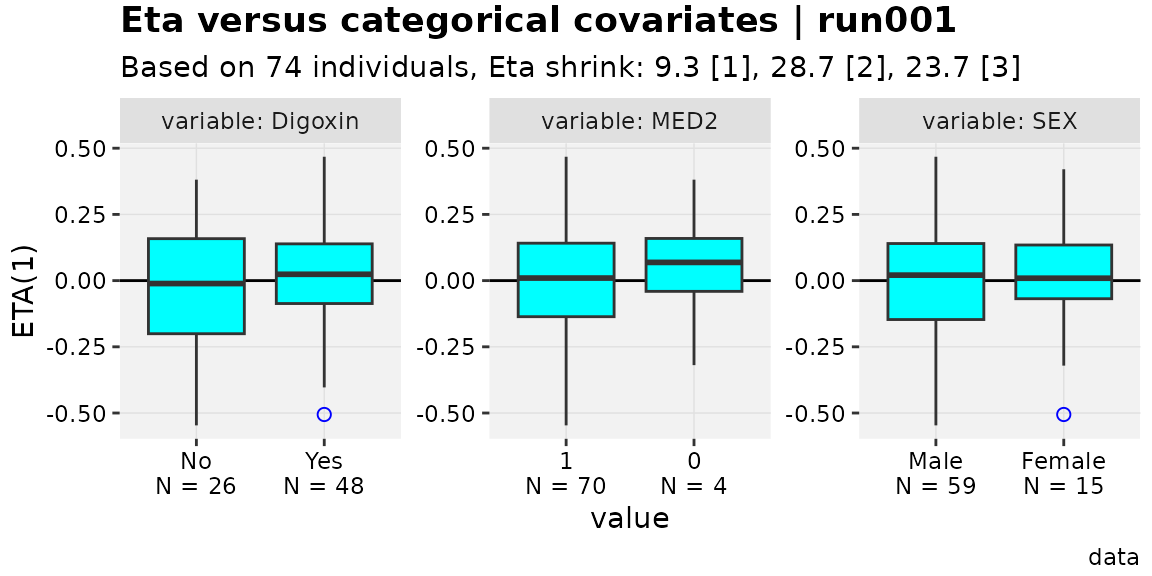 Eta versus categorical covariates | run001
Based on 74 individuals, Eta shrink: 9.3 [1], 28.7 [2], 23.7 [3]
variable: Digoxin
variable: MED2
variable: SEX
ETA(1)
0.50
0.25
0.00
-0.25
-0.50
0.50
0.25
0.00
-0.25
-0.50
0.50
0.25
0.00
-0.25
-0.50
No
N = 26
Yes
N = 48
1
N = 70
0
N = 4
Male
N = 59
Female
N = 15
value
data